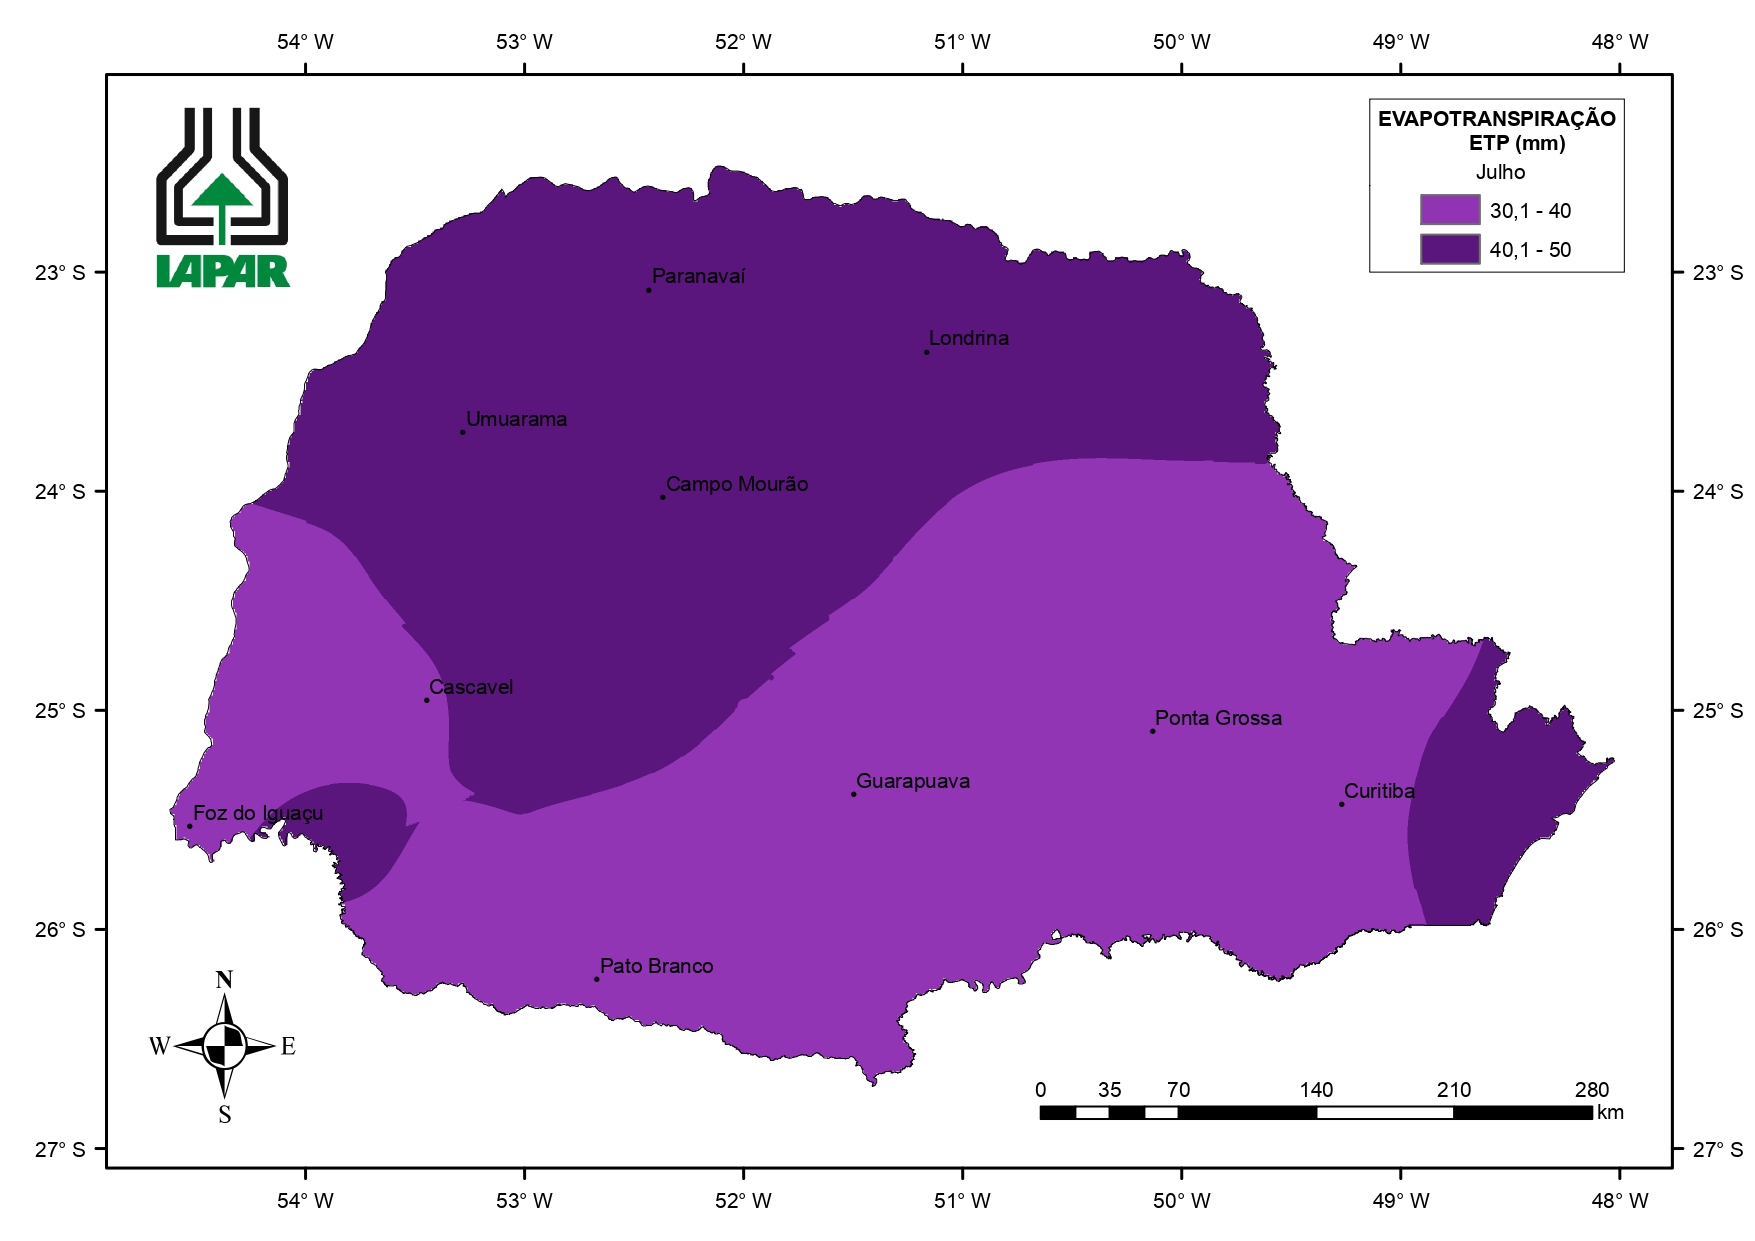 54° W 53° W 52° W 51° W 50° W 49° W 48° W
IAPAR
EVAPOTRANSPIRAÇÃO
ETP (mm)
Julho
30,1 - 40
40,1 - 50
23° S 23° S
Paranavaí
Londrina
Umuarama
Campo Mourão
24° S 24° S
Cascavel
25° S 25° S
Ponta Grossa
Guarapuava
Curitiba
Foz do Iguaçu
26° S 26° S
Pato Branco
N
W E
S
0 35 70 140 210 280
km
27° S 27° S
54° W 53° W 52° W 51° W 50° W 49° W 48° W